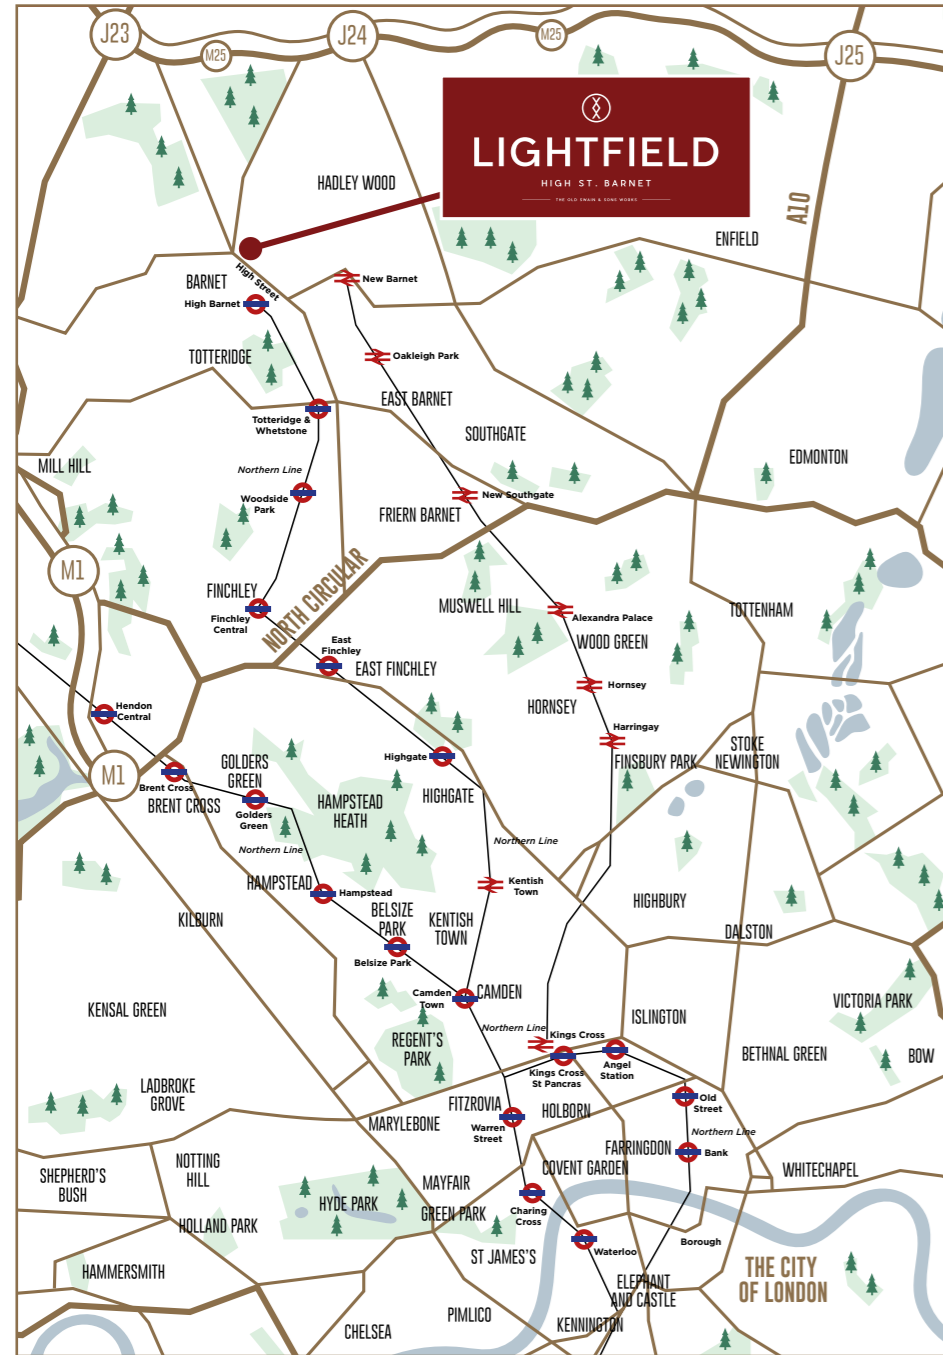 J23
M25
J24
M25
J25
LIGHTFIELD
HIGH ST. BARNET
THE OLD SWAIN & SONS WORKS
HADLEY WOOD
A10
ENFIELD
BARNET
High Street
New Barnet
High Barnet
TOTTERIDGE
Oakleigh Park
EAST BARNET
Totteridge &
Whetstone
SOUTHGATE
MILL HILL
Northern Line
EDMONTON
Woodside
Park
New Southgate
FRIERN BARNET
M1
NORTH CIRCULAR
FINCHLEY
Finchley
Central
MUSWELL HILL
Alexandra Palace
TOTTENHAM
WOOD GREEN
East
Finchley
EAST FINCHLEY
Hornsey
HORNSEY
Hendon
Central
Harringay
Highgate
FINSBURY PARK
STOKE
NEWINGTON
M1
Brent Cross
BRENT CROSS
GOLDERS
GREEN
Golders
Green
HAMPSTEAD
HEATH
HIGHGATE
Northern Line
Northern Line
HAMPSTEAD
Hampstead
Kentish
Town
HIGHBURY
KILBURN
BELSIZE
PARK
KENTISH
TOWN
DALSTON
Belsize Park
KENSAL GREEN
Camden
Town
CAMDEN
VICTORIA PARK
ISLINGTON
Northern Line
Kings Cross
REGENT'S
PARK
BETHNAL GREEN
BOW
Kings Cross
St Pancras
Angel
Station
LADBROKE
GROVE
FITZROVIA
HOLBORN
Old
Street
MARYLEBONE
Warren
Street
Northern Line
FARRINGDON
Bank
NOTTING
HILL
SHEPHERD'S
BUSH
COVENT GARDEN
WHITECHAPEL
MAYFAIR
HYDE PARK
GREEN PARK
Charing
Cross
HOLLAND PARK
Waterloo
Borough
ST JAMES'S
HAMMERSMITH
THE CITY
OF LONDON
ELEPHANT
AND CASTLE
PIMLICO
KENNINGTON
CHELSEA